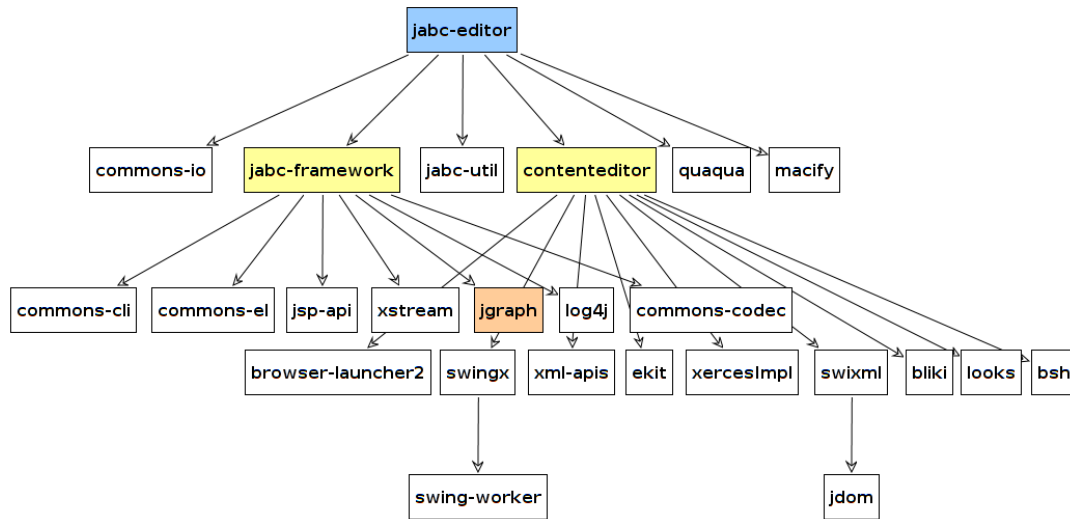 jabc-editor
commons-io
jabc-framework
jabc-util
contenteditor
quaqua
macify
commons-cli
commons-el
jsp-api
xstream
jgraph
log4j
commons-codec
browser-launcher2
swingx
xml-apis
ekit
xercesImpl
swixml
bliki
looks
bsh
swing-worker
jdom